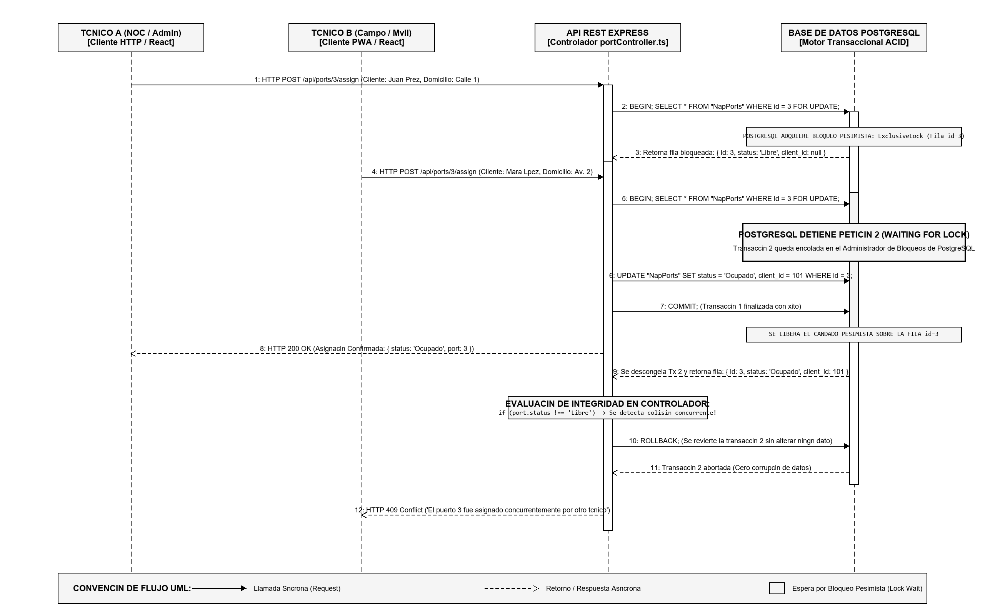 TCNICO A (NOC / Admin)
[Cliente HTTP / React]
TCNICO B (Campo / Mvil)
[Cliente PWA / React]
API REST EXPRESS
[Controlador portController.ts]
BASE DE DATOS POSTGRESQL
[Motor Transaccional ACID]
1: HTTP POST /api/ports/3/assign (Cliente: Juan Prez, Domicilio: Calle 1)
2: BEGIN; SELECT * FROM "NapPorts" WHERE id = 3 FOR UPDATE;
POSTGRESQL ADQUIERE BLOQUEO PESIMISTA: ExclusiveLock (Fila id=3)
3: Retorna fila bloqueada: { id: 3, status: 'Libre', client_id: null }
4: HTTP POST /api/ports/3/assign (Cliente: Mara Lpez, Domicilio: Av. 2)
5: BEGIN; SELECT * FROM "NapPorts" WHERE id = 3 FOR UPDATE;
POSTGRESQL DETIENE PETICIN 2 (WAITING FOR LOCK)
Transaccin 2 queda encolada en el Administrador de Bloqueos de PostgreSQL
6: UPDATE "NapPorts" SET status = 'Ocupado', client_id = 101 WHERE id = 3;
7: COMMIT; (Transaccin 1 finalizada con xito)
SE LIBERA EL CANDADO PESIMISTA SOBRE LA FILA id=3
8: HTTP 200 OK (Asignacin Confirmada: { status: 'Ocupado', port: 3 })
9: Se descongela Tx 2 y retorna fila: { id: 3, status: 'Ocupado', client_id: 101 }
EVALUACIN DE INTEGRIDAD EN CONTROLADOR:
if (port.status !== 'Libre') -> Se detecta colisin concurrente!
10: ROLLBACK; (Se revierte la transaccin 2 sin alterar ningn dato)
11: Transaccin 2 abortada (Cero corrupcin de datos)
12: HTTP 409 Conflict ('El puerto 3 fue asignado concurrentemente por otro tcnico')
CONVENCIN DE FLUJO UML:
Llamada Sncrona (Request)
Retorno / Respuesta Asncrona
Espera por Bloqueo Pesimista (Lock Wait)